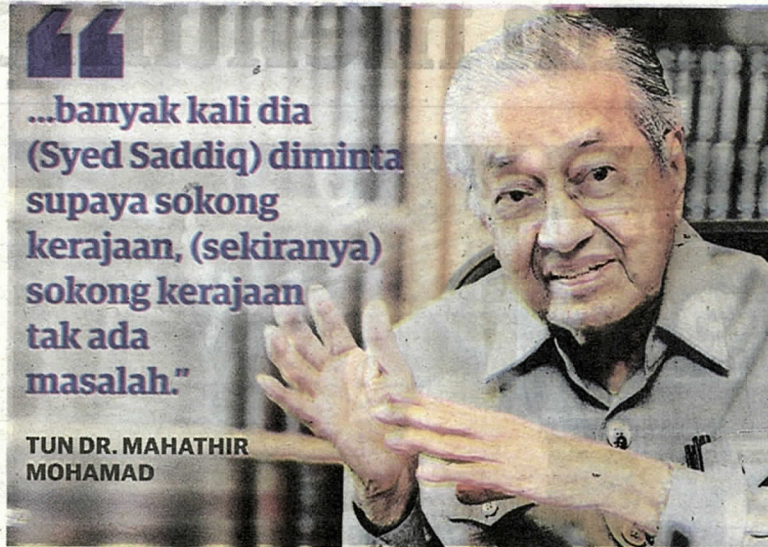 “
...banyak kali dia
(Syed Saddiq) diminta
supaya sokong
kerajaan, (sekiranya)
sokong kerajaan
tak ada
masalah.”
TUN DR. MAHATHIR
MOHAMAD